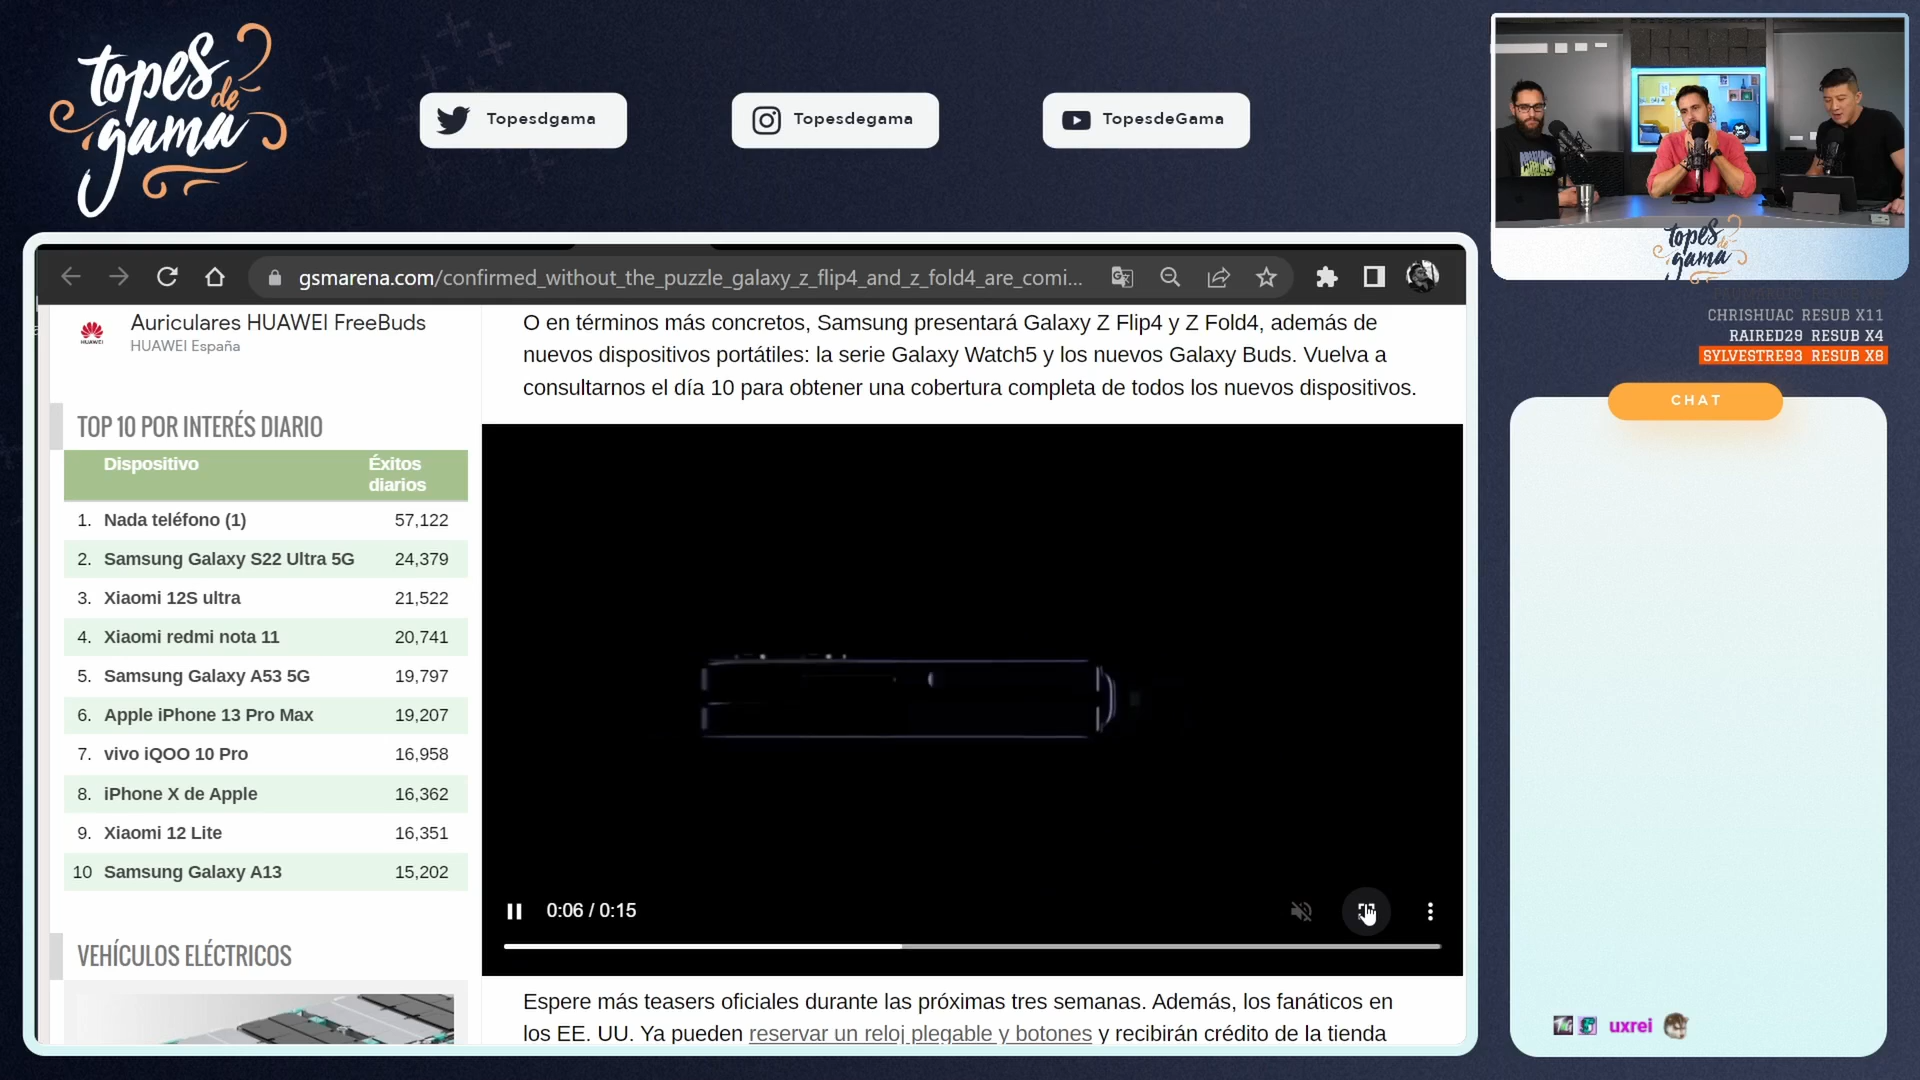 topes
de
gama
Topesdgama
Topesdegama
TopesdeGama
topes
de
gama
CHRISHUAC RESUB X11
RAIRED29 RESUB X4
SYLVESTRE93 RESUB X8
CHAT
gsmarena.com/confirmed_without_the_puzzle_galaxy_z_flip4_and_z_fold4_are_comi...
HUAWEI
Auriculares HUAWEI FreeBuds
HUAWEI España
TOP 10 POR INTERÉS DIARIO
Dispositivo Éxitos diarios
1. Nada teléfono (1) 57,122
2. Samsung Galaxy S22 Ultra 5G 24,379
3. Xiaomi 12S ultra 21,522
4. Xiaomi redmi nota 11 20,741
5. Samsung Galaxy A53 5G 19,797
6. Apple iPhone 13 Pro Max 19,207
7. vivo iQOO 10 Pro 16,958
8. iPhone X de Apple 16,362
9. Xiaomi 12 Lite 16,351
10 Samsung Galaxy A13 15,202
VEHÍCULOS ELÉCTRICOS
O en términos más concretos, Samsung presentará Galaxy Z Flip4 y Z Fold4, además de
nuevos dispositivos portátiles: la serie Galaxy Watch5 y los nuevos Galaxy Buds. Vuelva a
consultarnos el día 10 para obtener una cobertura completa de todos los nuevos dispositivos.
0:06 / 0:15
Espere más teasers oficiales durante las próximas tres semanas. Además, los fanáticos en
los EE. UU. Ya pueden reservar un reloj plegable y botones y recibirán crédito de la tienda
uxrei